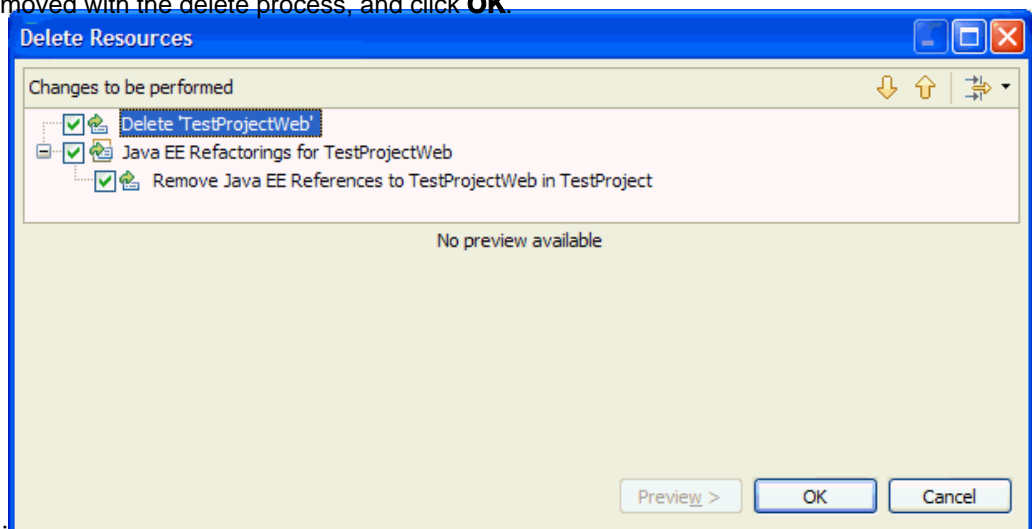 moved with the delete process, and click OK.
Delete Resources
Changes to be performed
Delete 'TestProjectWeb'
Java EE Refactorings for TestProjectWeb
Remove Java EE References to TestProjectWeb in TestProject
No preview available
Preview >
OK
Cancel